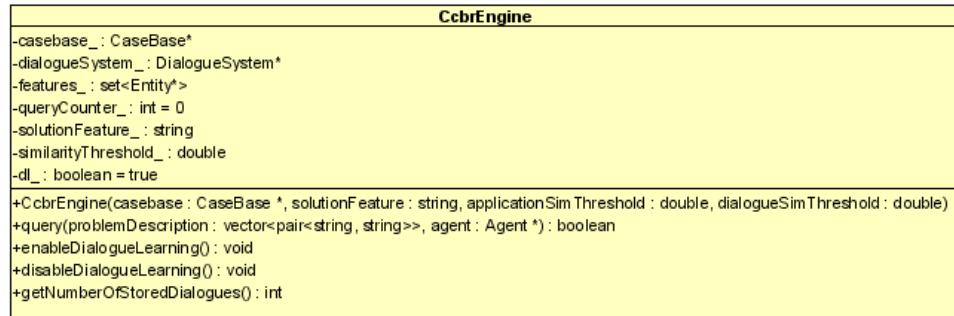 CcbrEngine
-casebase_ : CaseBase*
-dialogueSystem_ : DialogueSystem*
-features_ : set<Entity*>
-queryCounter_ : int = 0
-solutionFeature_ : string
-similarityThreshold_ : double
-dl_ : boolean = true
+CcbrEngine(casebase : CaseBase *, solutionFeature : string, applicationSimThreshold : double, dialogueSimThreshold : double)
+query(problemDescription : vector<pair<string, string>>, agent : Agent *) : boolean
+enableDialogueLearning() : void
+disableDialogueLearning() : void
+getNumberOfStoredDialogues() : int